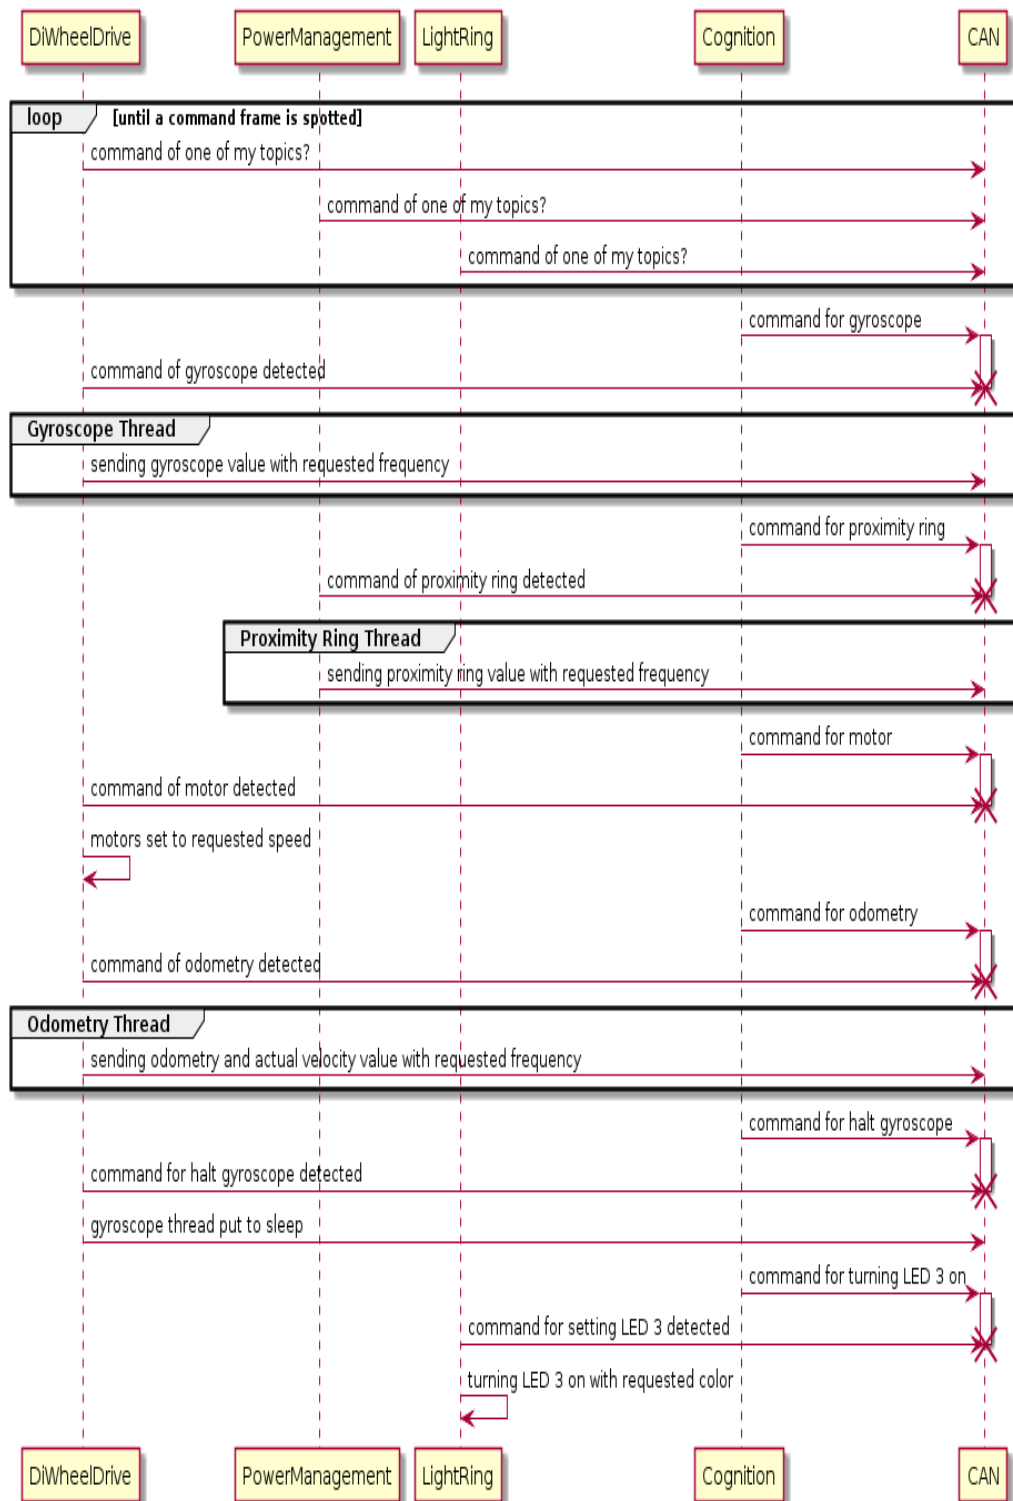 DiWheelDrive PowerManagement LightRing Cognition CAN
loop [until a command frame is spotted]
command of one of my topics?
command of one of my topics?
command of one of my topics?
command for gyroscope
command of gyroscope detected
Gyroscope Thread
sending gyroscope value with requested frequency
command for proximity ring
command of proximity ring detected
Proximity Ring Thread
sending proximity ring value with requested frequency
command for motor
command of motor detected
motors set to requested speed
command for odometry
command of odometry detected
Odometry Thread
sending odometry and actual velocity value with requested frequency
command for halt gyroscope
command for halt gyroscope detected
gyroscope thread put to sleep
command for turning LED 3 on
command for setting LED 3 detected
turning LED 3 on with requested color
DiWheelDrive PowerManagement LightRing Cognition CAN